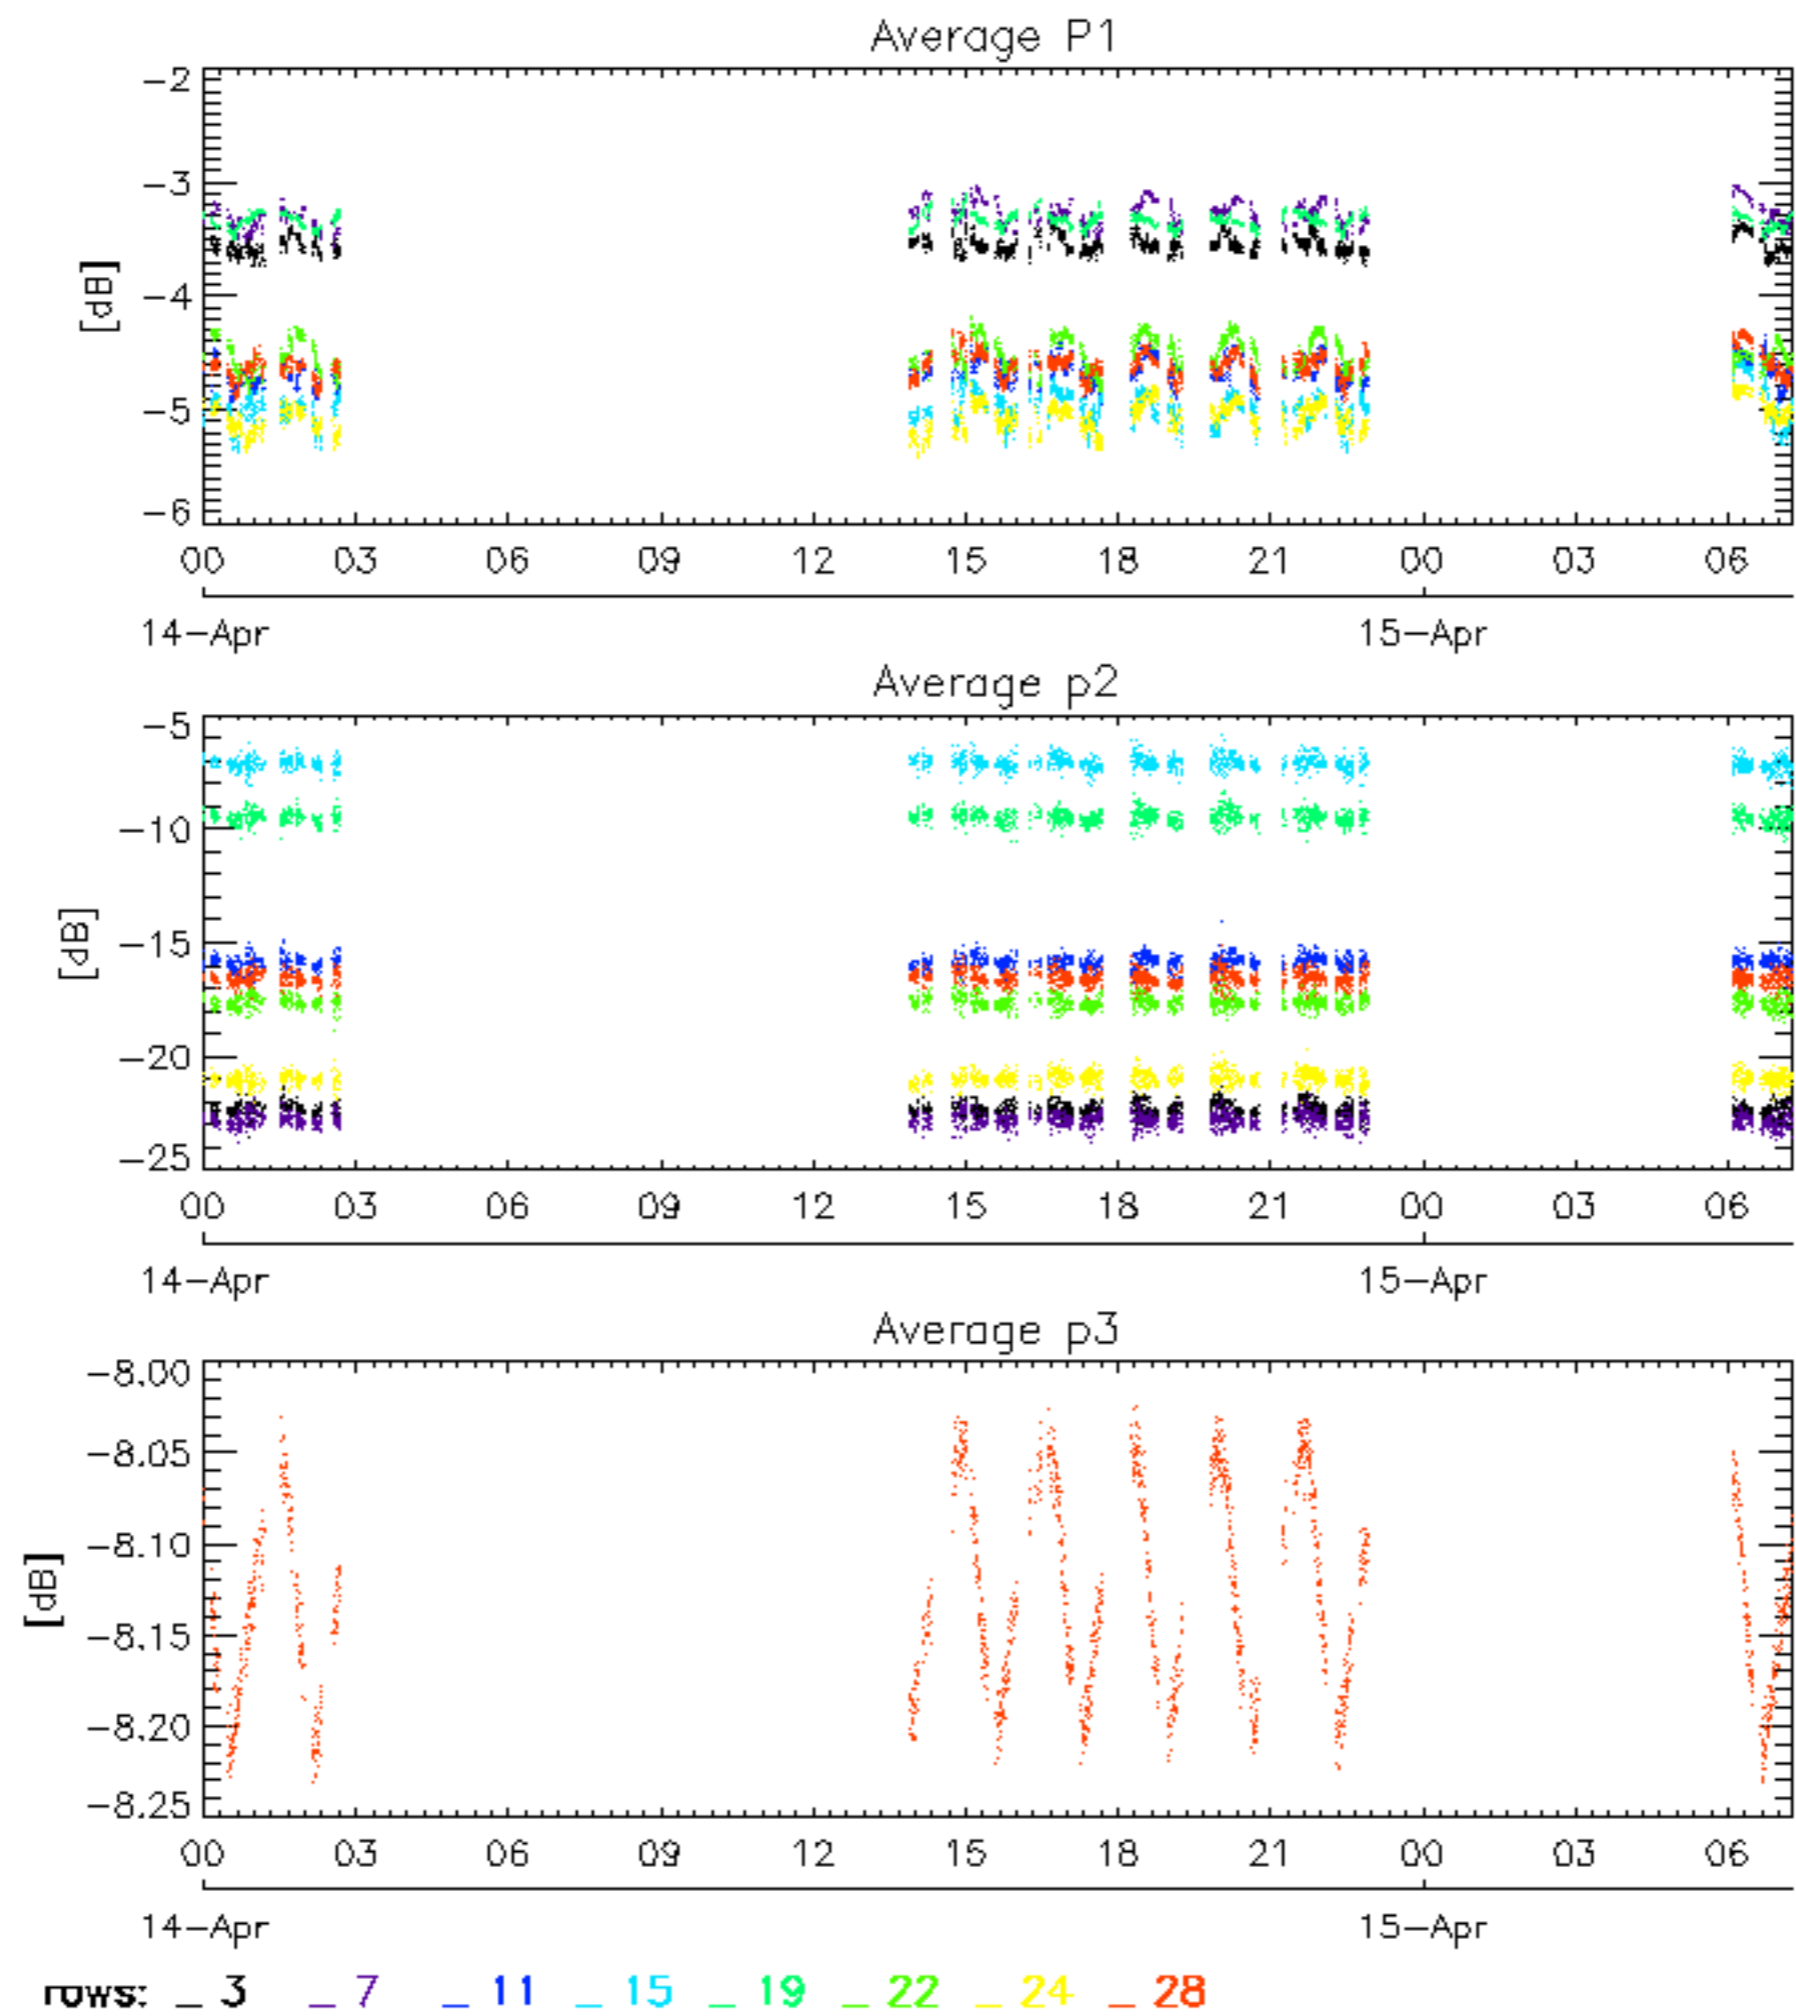 Average P1
−2
−3
−4
−5
−6
[dB]
00 03 06 09 12 15 18 21 00 03 06
14−Apr 15−Apr
Average p2
−5
−10
−15
−20
−25
[dB]
00 03 06 09 12 15 18 21 00 03 06
14−Apr 15−Apr
Average p3
−8.00
−8.05
−8.10
−8.15
−8.20
−8.25
[dB]
00 03 06 09 12 15 18 21 00 03 06
14−Apr 15−Apr
rows: _ 3 _ 7 _ 11 _ 15 _ 19 _ 22 _ 24 _ 28